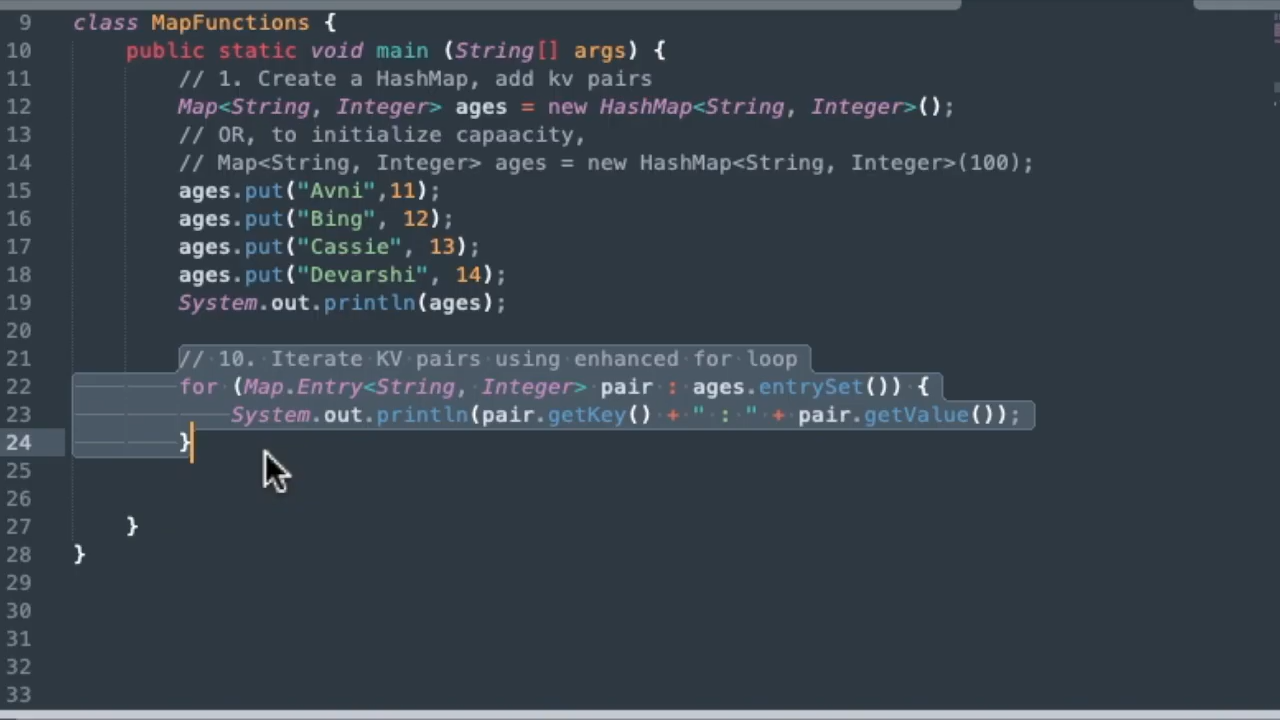 9 class MapFunctions {
10 public static void main (String[] args) {
11 // 1. Create a HashMap, add kv pairs
12 Map<String, Integer> ages = new HashMap<String, Integer>();
13 // OR, to initialize capaacity,
14 // Map<String, Integer> ages = new HashMap<String, Integer>(100);
15 ages.put("Avni",11);
16 ages.put("Bing", 12);
17 ages.put("Cassie", 13);
18 ages.put("Devarshi", 14);
19 System.out.println(ages);
20
21 // 10. Iterate KV pairs using enhanced for loop
22 for (Map.Entry<String, Integer> pair : ages.entrySet()) {
23 System.out.println(pair.getKey() + " : " + pair.getValue());
24 }
25
26
27 }
28 }
29
30
31
32
33